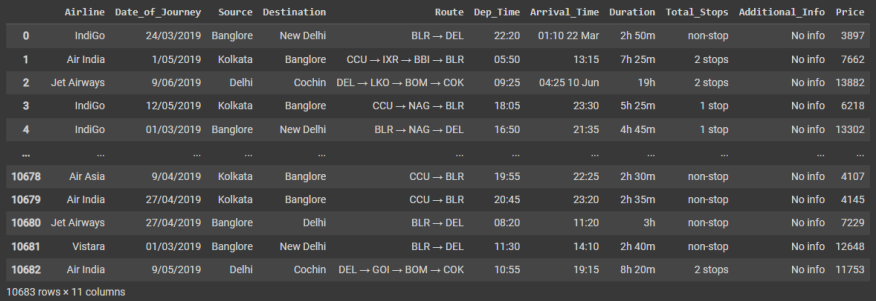 Airline Date_of_Journey Source Destination Route Dep_Time Arrival_Time Duration Total_Stops Additional_Info Price
0 IndiGo 24/03/2019 Banglore New Delhi BLR → DEL 22:20 01:10 22 Mar 2h 50m non-stop No info 3897
1 Air India 1/05/2019 Kolkata Banglore CCU → IXR → BBI → BLR 05:50 13:15 7h 25m 2 stops No info 7662
2 Jet Airways 9/06/2019 Delhi Cochin DEL → LKO → BOM → COK 09:25 04:25 10 Jun 19h 2 stops No info 13882
3 IndiGo 12/05/2019 Kolkata Banglore CCU → NAG → BLR 18:05 23:30 5h 25m 1 stop No info 6218
4 IndiGo 01/03/2019 Banglore New Delhi BLR → NAG → DEL 16:50 21:35 4h 45m 1 stop No info 13302
... ... ... ... ... ... ... ... ... ... ... ...
10678 Air Asia 9/04/2019 Kolkata Banglore CCU → BLR 19:55 22:25 2h 30m non-stop No info 4107
10679 Air India 27/04/2019 Kolkata Banglore CCU → BLR 20:45 23:20 2h 35m non-stop No info 4145
10680 Jet Airways 27/04/2019 Banglore Delhi BLR → DEL 08:20 11:20 3h non-stop No info 7229
10681 Vistara 01/03/2019 Banglore New Delhi BLR → DEL 11:30 14:10 2h 40m non-stop No info 12648
10682 Air India 9/05/2019 Delhi Cochin DEL → GOI → BOM → COK 10:55 19:15 8h 20m 2 stops No info 11753
10683 rows × 11 columns